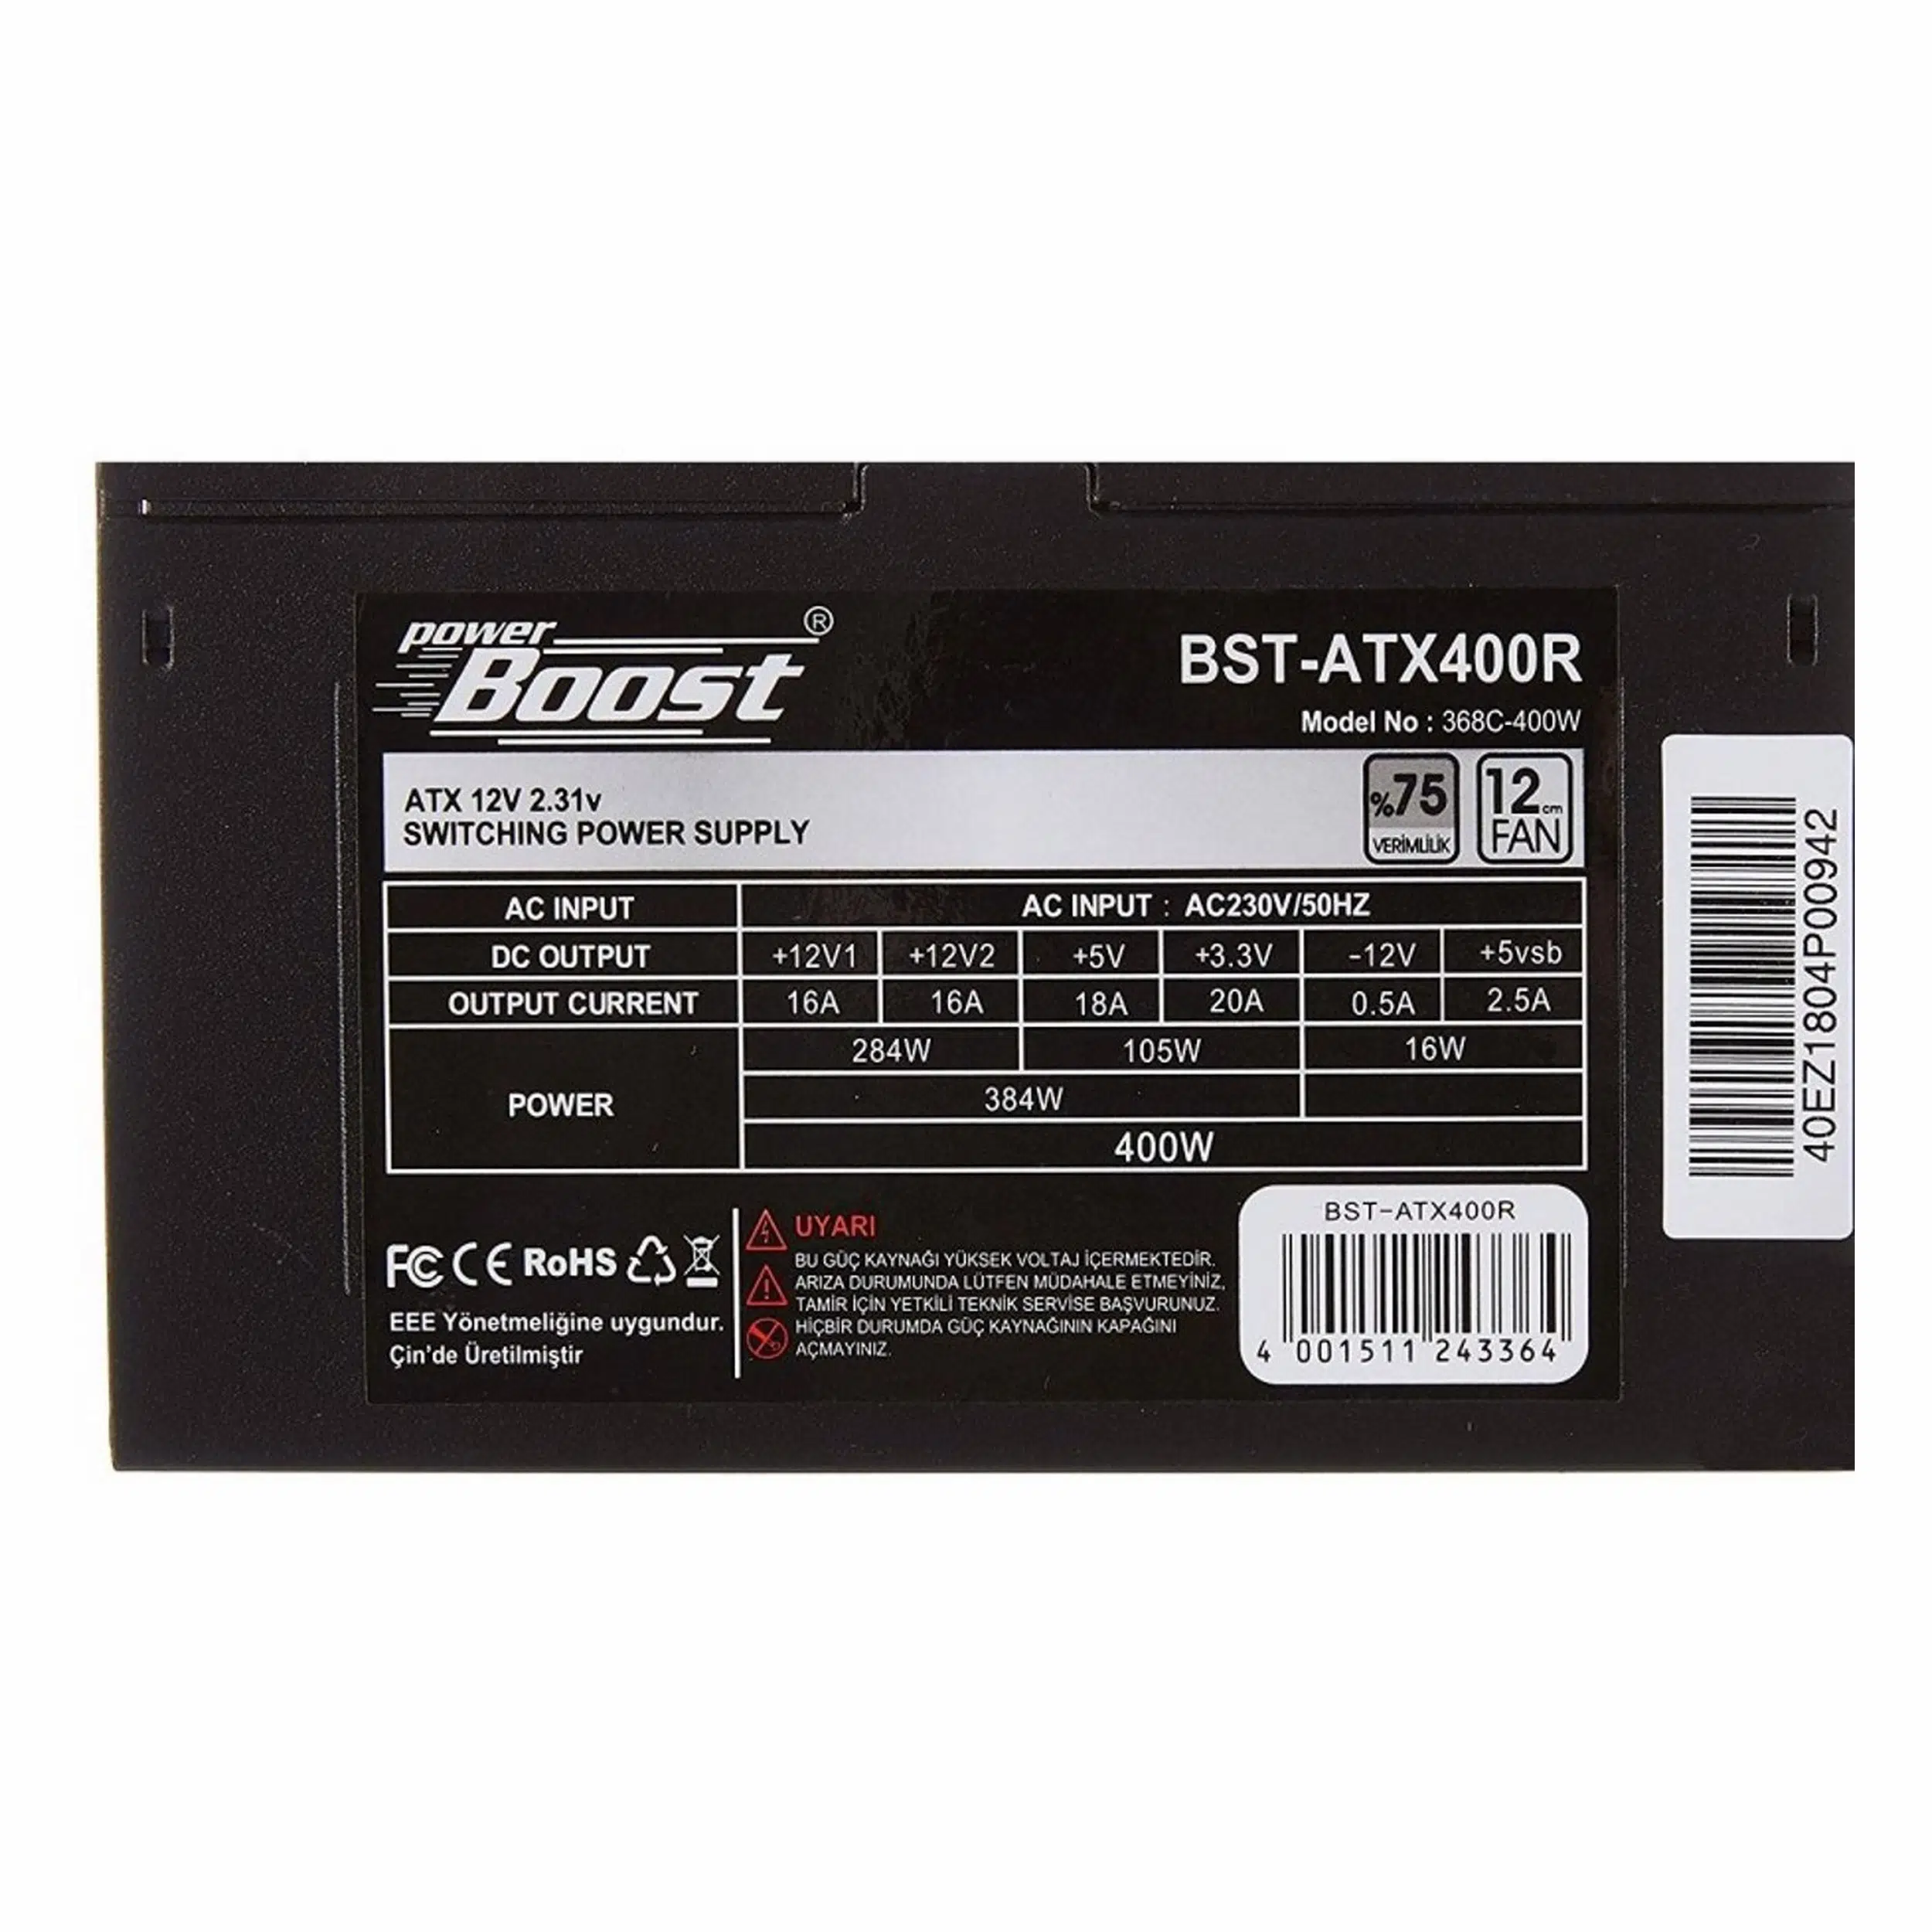 power
Boost ®
BST-ATX400R
Model No : 368C-400W
ATX 12V 2.31v
SWITCHING POWER SUPPLY
%75
VERİMLİLİK
12cm
FAN
AC INPUT AC INPUT : AC230V/50HZ
DC OUTPUT +12V1 +12V2 +5V +3.3V -12V +5vsb
OUTPUT CURRENT 16A 16A 18A 20A 0.5A 2.5A
POWER
284W 105W 16W
384W
400W
FC CE RoHS
EEE Yönetmeliğine uygundur.
Çin'de Üretilmiştir
UYARI
BU GÜÇ KAYNAĞI YÜKSEK VOLTAJ İÇERMEKTEDİR.
ARIZA DURUMUNDA LÜTFEN MÜDAHALE ETMEYİNİZ,
TAMİR İÇİN YETKİLİ TEKNİK SERVİSE BAŞVURUNUZ.
HİÇBİR DURUMDA GÜÇ KAYNAĞININ KAPAĞINI
AÇMAYINIZ.
BST-ATX400R
4 001511 243364
40EZ1804P00942